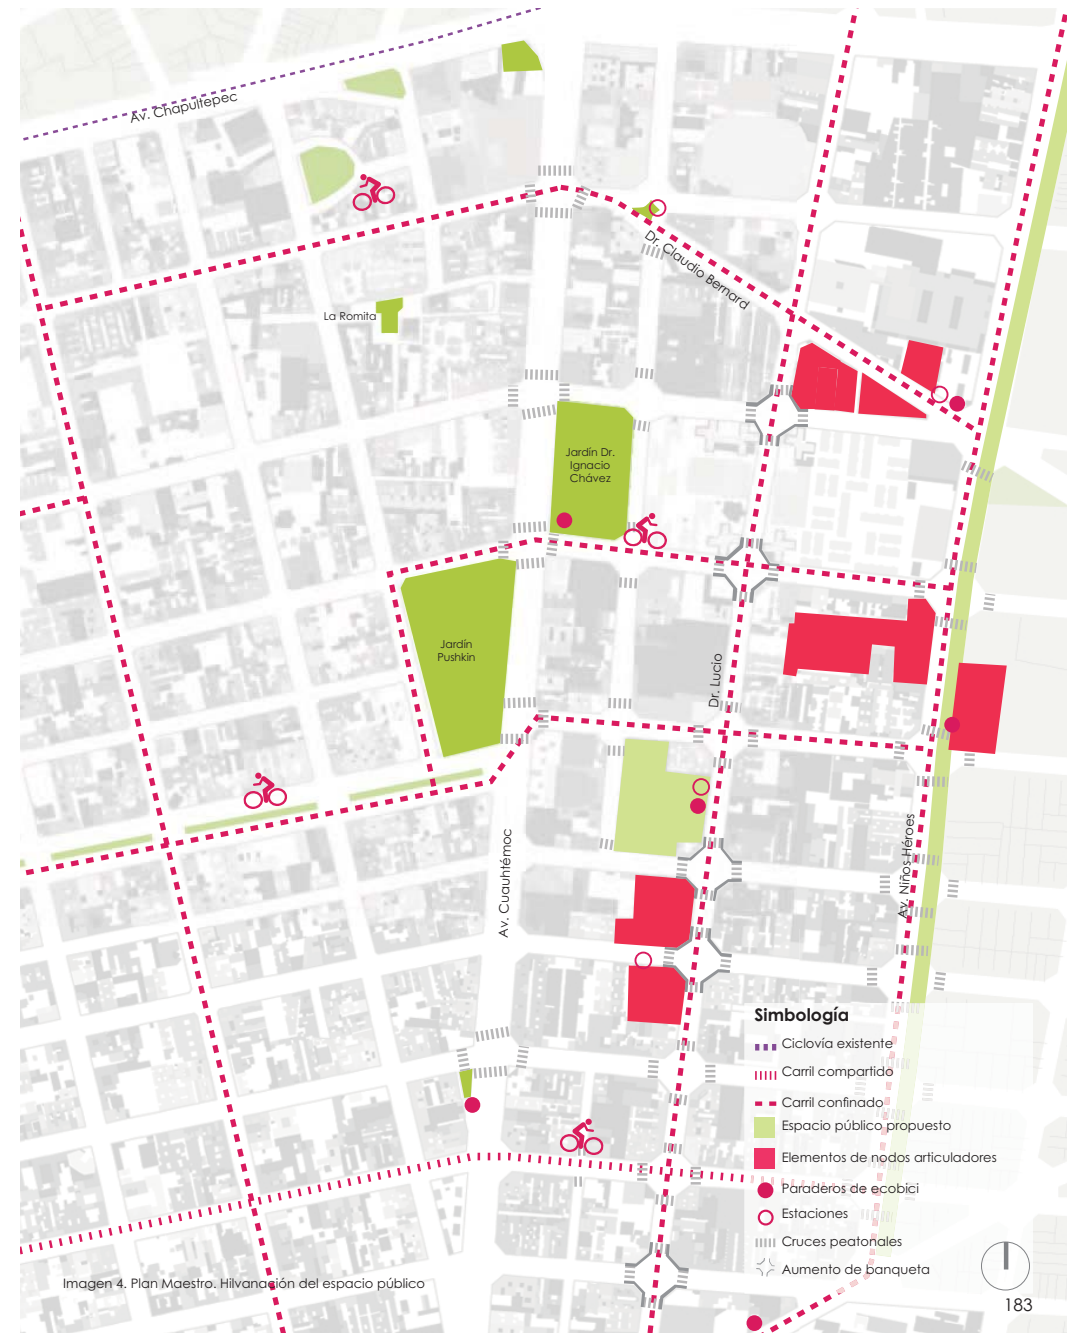 Av. Chapultepec
Dr. Claudio Bernard
La Romita
Jardín Dr.
Ignacio
Chávez
Jardín
Pushkin
Dr. Lucio
Av. Cuauhtémoc
Av. Niños Héroes
Simbología
Ciclovía existente
Carril compartido
Carril confinado
Espacio público propuesto
Elementos de nodos articuladores
Paraderos de ecobici
Estaciones
Cruces peatonales
Aumento de banqueta
Imagen 4. Plan Maestro. Hilvanación del espacio público
183